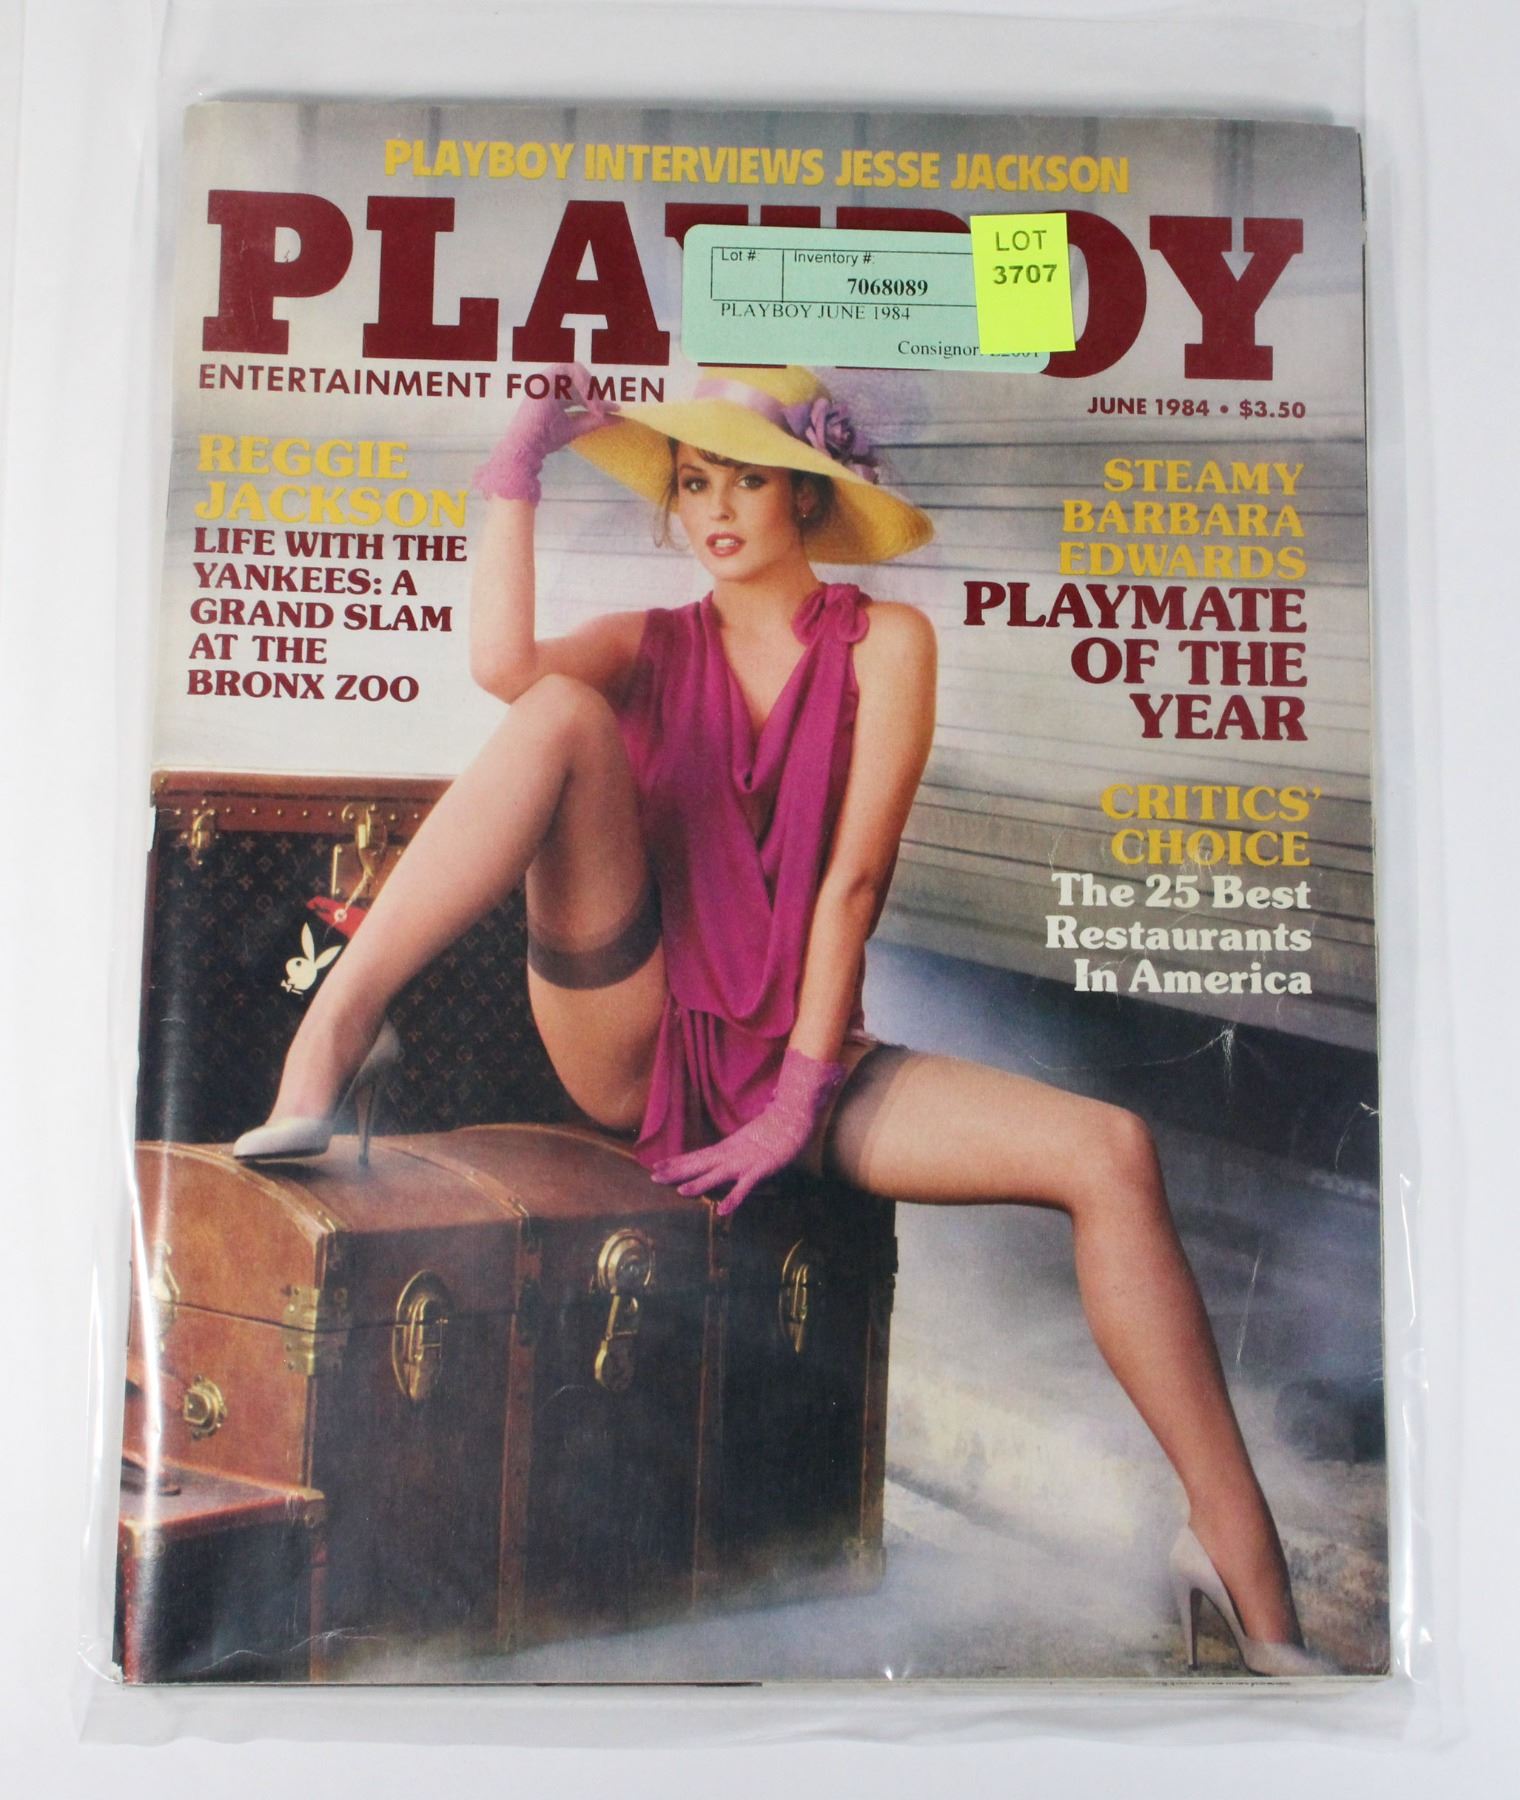 PLAYBOY INTERVIEWS JESSE JACKSON
PLAYBOY
Lot #: Inventory #:
7068089
PLAYBOY JUNE 1984
Consignor:
LOT
3707
ENTERTAINMENT FOR MEN
JUNE 1984 • $3.50
REGGIE
JACKSON
LIFE WITH THE
YANKEES: A
GRAND SLAM
AT THE
BRONX ZOO
STEAMY
BARBARA
EDWARDS
PLAYMATE
OF THE
YEAR
CRITICS'
CHOICE
The 25 Best
Restaurants
In America